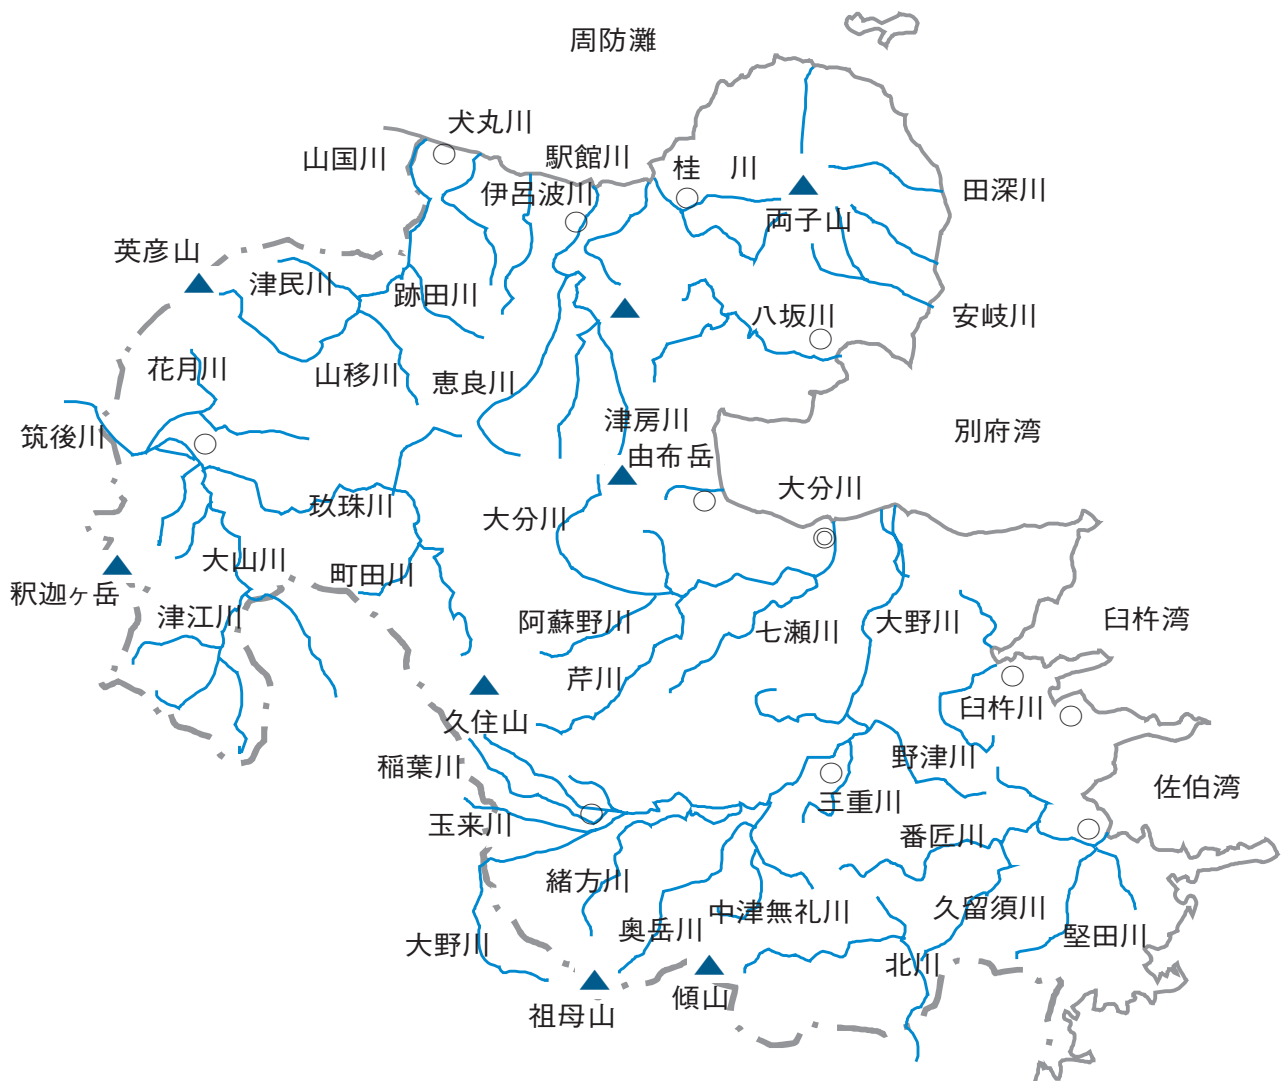 周防灘
犬丸川
山国川
駅館川
桂　川
伊呂波川
田深川
両子山
英彦山
津民川
跡田川
八坂川
安岐川
花月川
山移川
恵良川
津房川
筑後川
別府湾
由布岳
大分川
玖珠川
大分川
大山川
町田川
釈迦ヶ岳
津江川
阿蘇野川
七瀬川
大野川
臼杵湾
芹川
久住山
臼杵川
稲葉川
野津川
佐伯湾
三重川
玉来川
番匠川
緒方川
中津無礼川
久留須川
奥岳川
大野川
堅田川
北川
傾山
祖母山